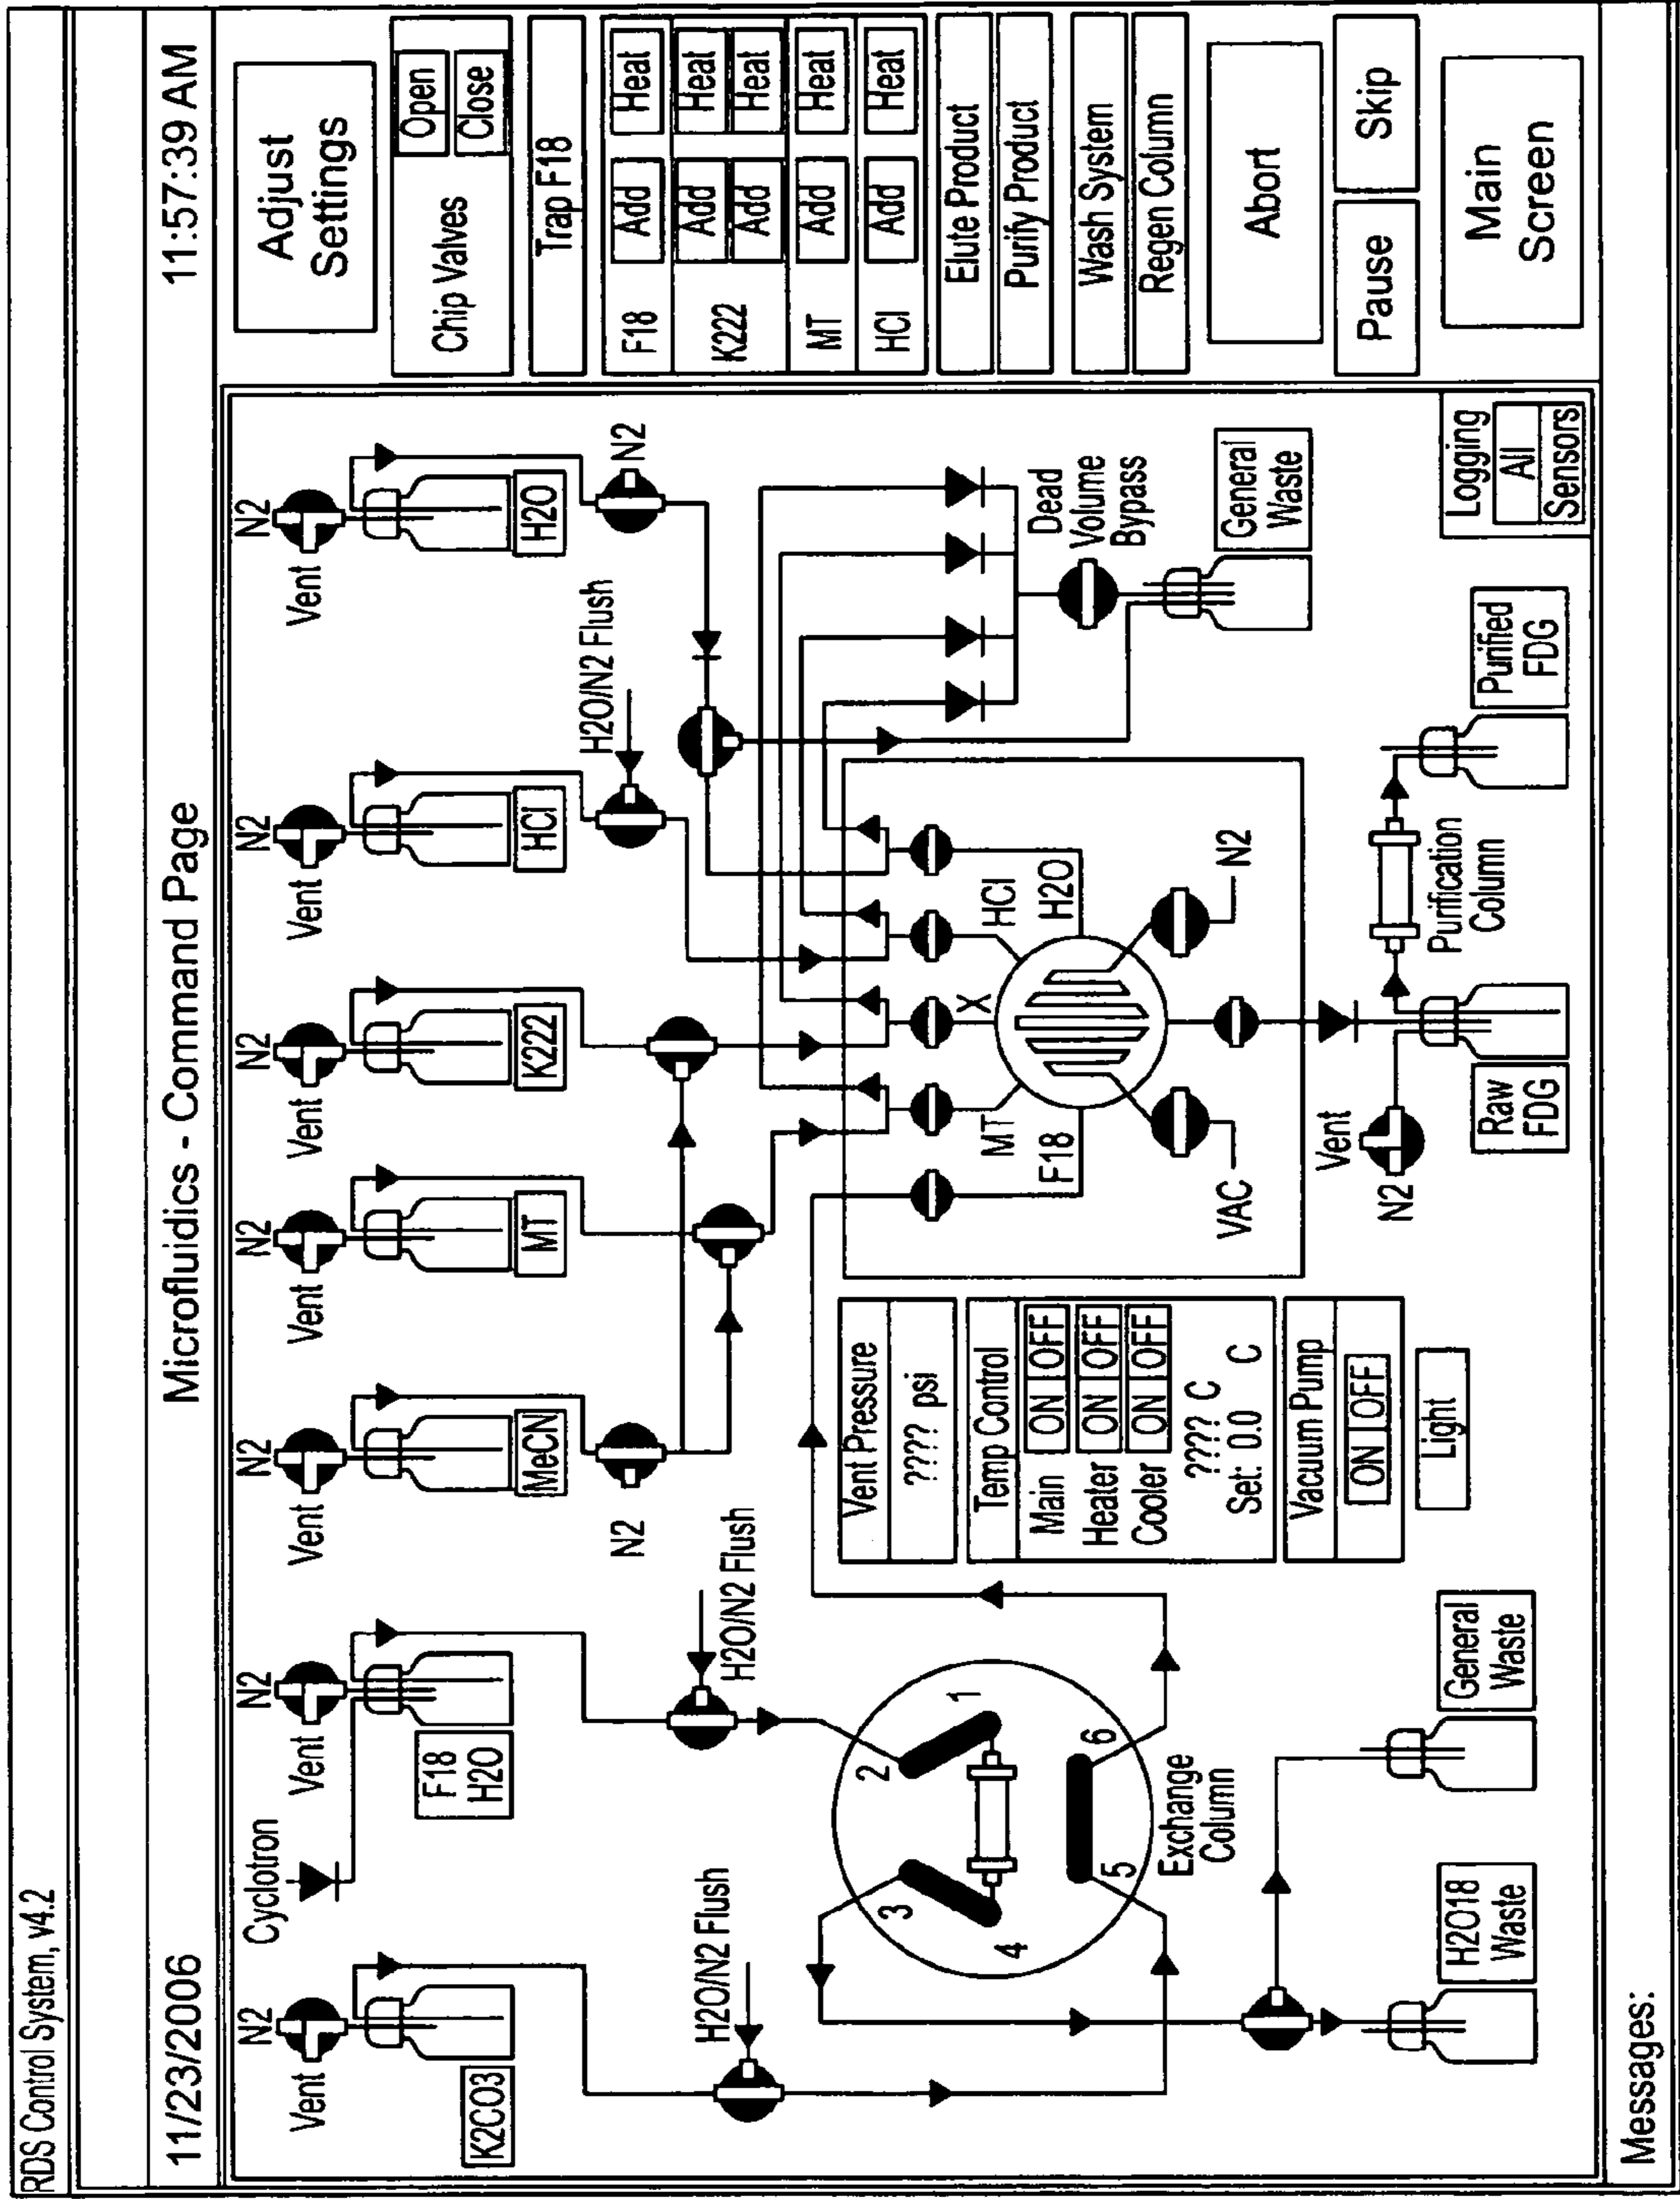 RDS Control System, v4.2
11/23/2006
Microfluidics - Command Page
11:57:39 AM
N2
Vent
K2CO3
Cyclotron
N2
Vent
F18
H2O
N2
Vent
MeCN
N2
Vent
MT
N2
Vent
K222
N2
Vent
HCl
N2
Vent
H2O
H2O/N2 Flush
H2O/N2 Flush
N2
H2O/N2 Flush
N2
1
2
3
4
5
6
Exchange
Column
H2O18
Waste
General
Waste
Vent Pressure
???? psi
Temp Control
Main ON OFF
Heater ON OFF
Cooler ON OFF
???? C
Set: 0.0 C
Vacuum Pump
ON OFF
Light
F18
MT
X
HCl
H2O
VAC
N2
Dead
Volume
Bypass
General
Waste
Vent
N2
Raw
FDG
Purification
Column
Purified
FDG
Logging
All
Sensors
Adjust
Settings
Chip Valves
Open
Close
Trap F18
F18 Add Heat
K222 Add Heat
Add Heat
MT Add Heat
HCl Add Heat
Elute Product
Purify Product
Wash System
Regen Column
Abort
Pause
Skip
Main
Screen
Messages: